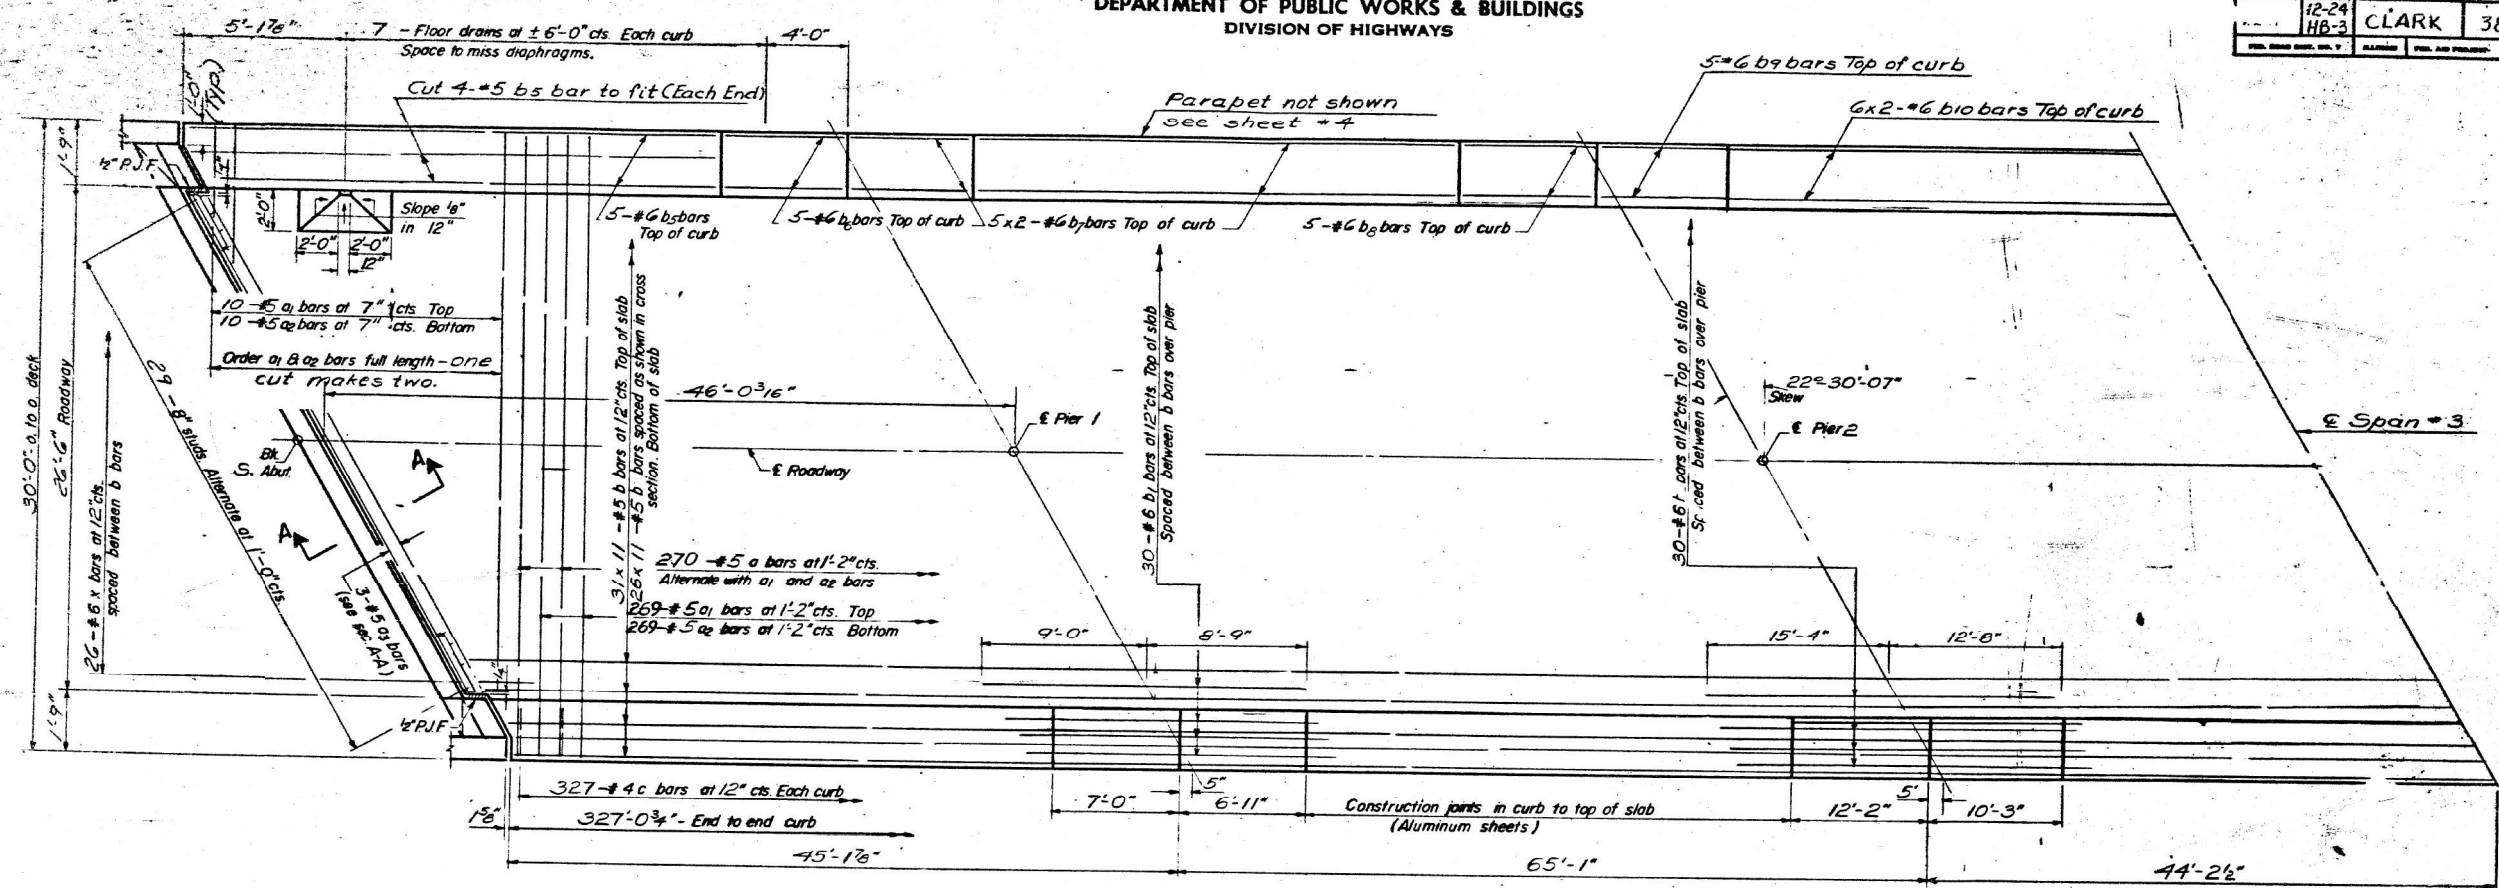 DEPARTMENT OF PUBLIC WORKS & BUILDINGS
DIVISION OF HIGHWAYS
12-24
HB-3
CLARK
38
5'-1⅞"
7 - Floor drains at ± 6'-0" cts. Each curb
Space to miss diaphragms.
4'-0"
Cut 4-#5 b5 bar to fit (Each End)
1'-0"
(Typ.)
Parapet not shown
see sheet #4
5-#6 b9 bars Top of curb
6x2-#6 b10 bars Top of curb
1'-9"
½" P.J.F.
2'-0"
Slope ⅛"
in 12"
2'-0"
2'-0"
12"
5-#6 b5 bars
Top of curb
5-#6 b6 bars Top of curb
5x2-#6 b7 bars Top of curb
5-#6 b8 bars Top of curb
10-#5 a1 bars at 7" cts. Top
10-#5 a2 bars at 7" cts. Bottom
Order a1 & a2 bars full length - one
cut makes two.
30'-0" o. to o. deck
26'-6" Roadway
26-#6 x bars at 12" cts.
spaced between b bars
29 - 8" studs. Alternate at 1'-0" cts.
31x11-#5 b bars at 12" cts. Top of slab
26x11-#5 b bars spaced as shown in cross
section. Bottom of slab
46'-0 3/16"
30-#6 b1 bars at 12" cts. Top of slab
Spaced between b bars over pier
℄ Pier 1
℄ Roadway
Bk.
S. Abut.
A
A
22°-30'-07"
Skew
℄ Pier 2
℄ Span #3
bars at 12" cts. Top of slab
between b bars over pier
3-#5 a3 bars
(see sec. A-A)
270-#5 a bars at 1'-2" cts.
Alternate with a1 and a2 bars
269-#5 a1 bars at 1'-2" cts. Top
269-#5 a2 bars at 1'-2" cts. Bottom
9'-0"
8'-9"
15'-4"
12'-8"
1'-9"
½" P.J.F.
327-#4 c bars at 12" cts. Each curb
1⅝"
327'-0¾" - End to end curb
7'-0"
5"
6'-11"
Construction joints in curb to top of slab
(Aluminum sheets)
12'-2"
5'
10'-3"
45'-1⅞"
65'-1"
44'-2½"